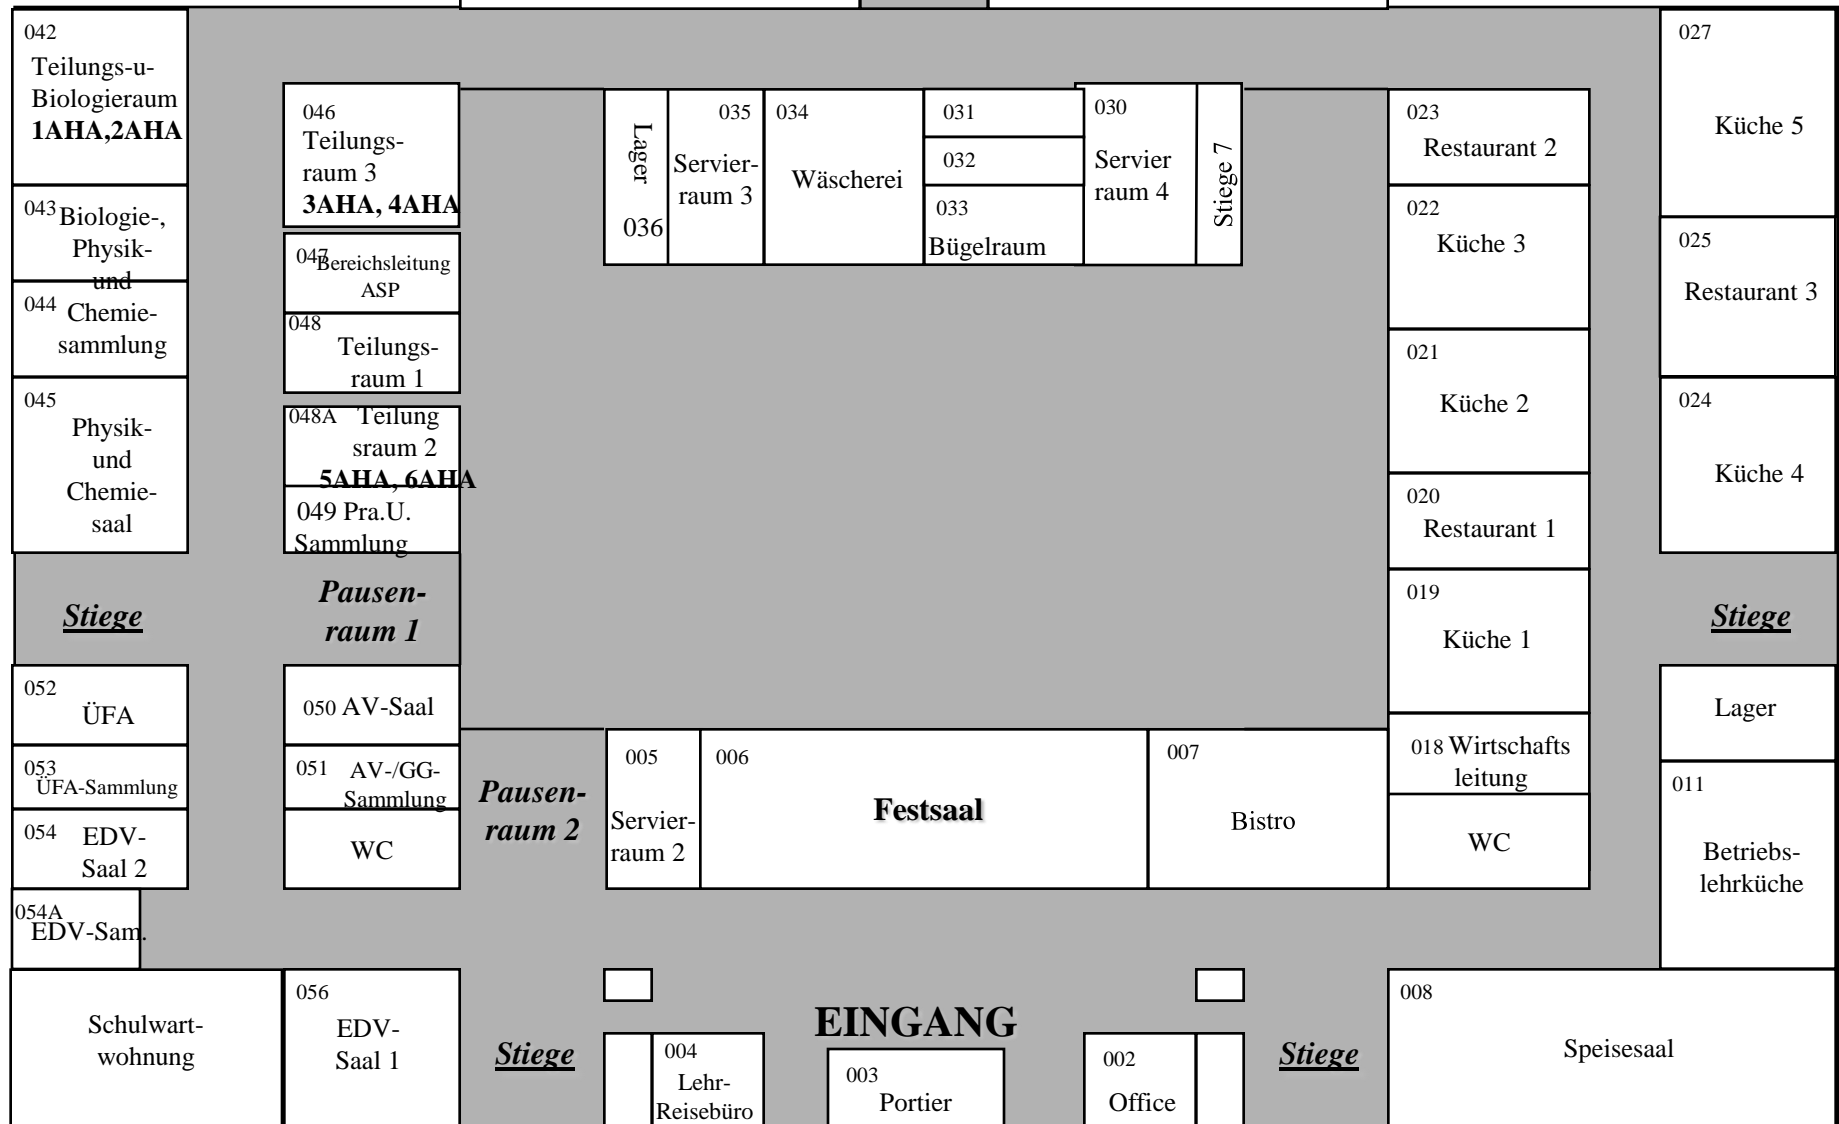 042
Teilungs-u-
Biologieraum
1AHA,2AHA
043
Biologie-,
Physik-
und
044
Chemie-
sammlung
045
Physik-
und
Chemie-
saal
Stiege
052
ÜFA
053
ÜFA-Sammlung
054
EDV-
Saal 2
054A
EDV-Sam.
Schulwart-
wohnung
046
Teilungs-
raum 3
3AHA, 4AHA
047
Bereichsleitung
ASP
048
Teilungs-
raum 1
048A Teilung
sraum 2
5AHA, 6AHA
049 Pra.U.
Sammlung
Pausen-
raum 1
050 AV-Saal
051 AV-/GG-
Sammlung
WC
056
EDV-
Saal 1
Pausen-
raum 2
Stiege
Lager
036
035
Servier-
raum 3
034
Wäscherei
031
032
033
Bügelraum
030
Servier
raum 4
Stiege 7
005
Servier-
raum 2
006
Festsaal
007
Bistro
EINGANG
004
Lehr-
Reisebüro
003
Portier
002
Office
Stiege
023
Restaurant 2
022
Küche 3
021
Küche 2
020
Restaurant 1
019
Küche 1
018 Wirtschafts
leitung
WC
027
Küche 5
025
Restaurant 3
024
Küche 4
Stiege
Lager
011
Betriebs-
lehrküche
008
Speisesaal